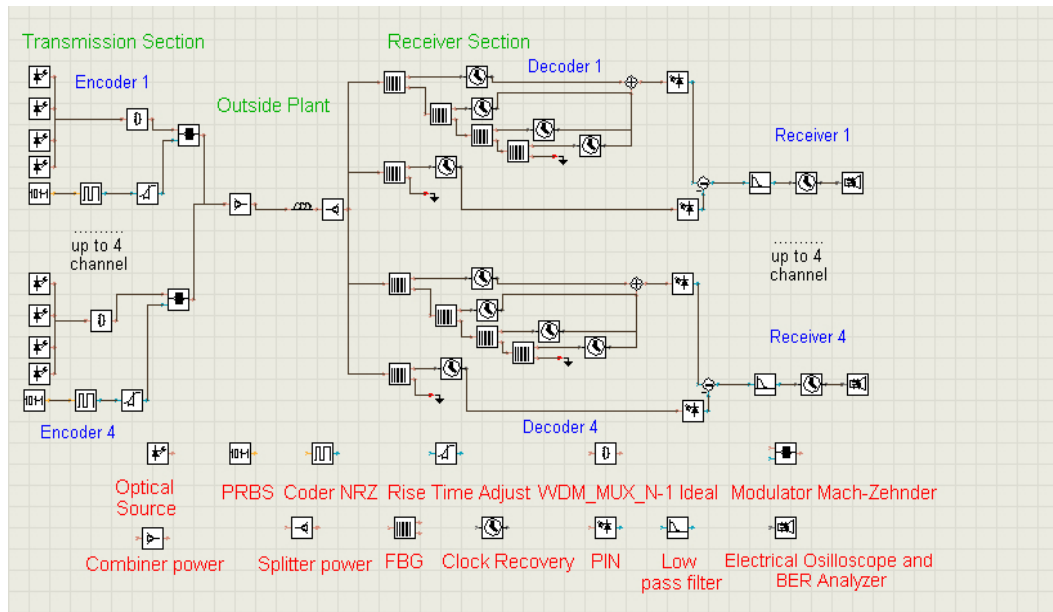 Transmission Section
Receiver Section
Encoder 1
Decoder 1
Outside Plant
Receiver 1
..........
up to 4
channel
..........
up to 4
channel
Receiver 4
Encoder 4
Decoder 4
Optical
Source
PRBS
Coder NRZ
Rise Time Adjust
WDM_MUX_N-1 Ideal
Modulator Mach-Zehnder
Combiner power
Splitter power
FBG
Clock Recovery
PIN
Low
pass filter
Electrical Osilloscope and
BER Analyzer